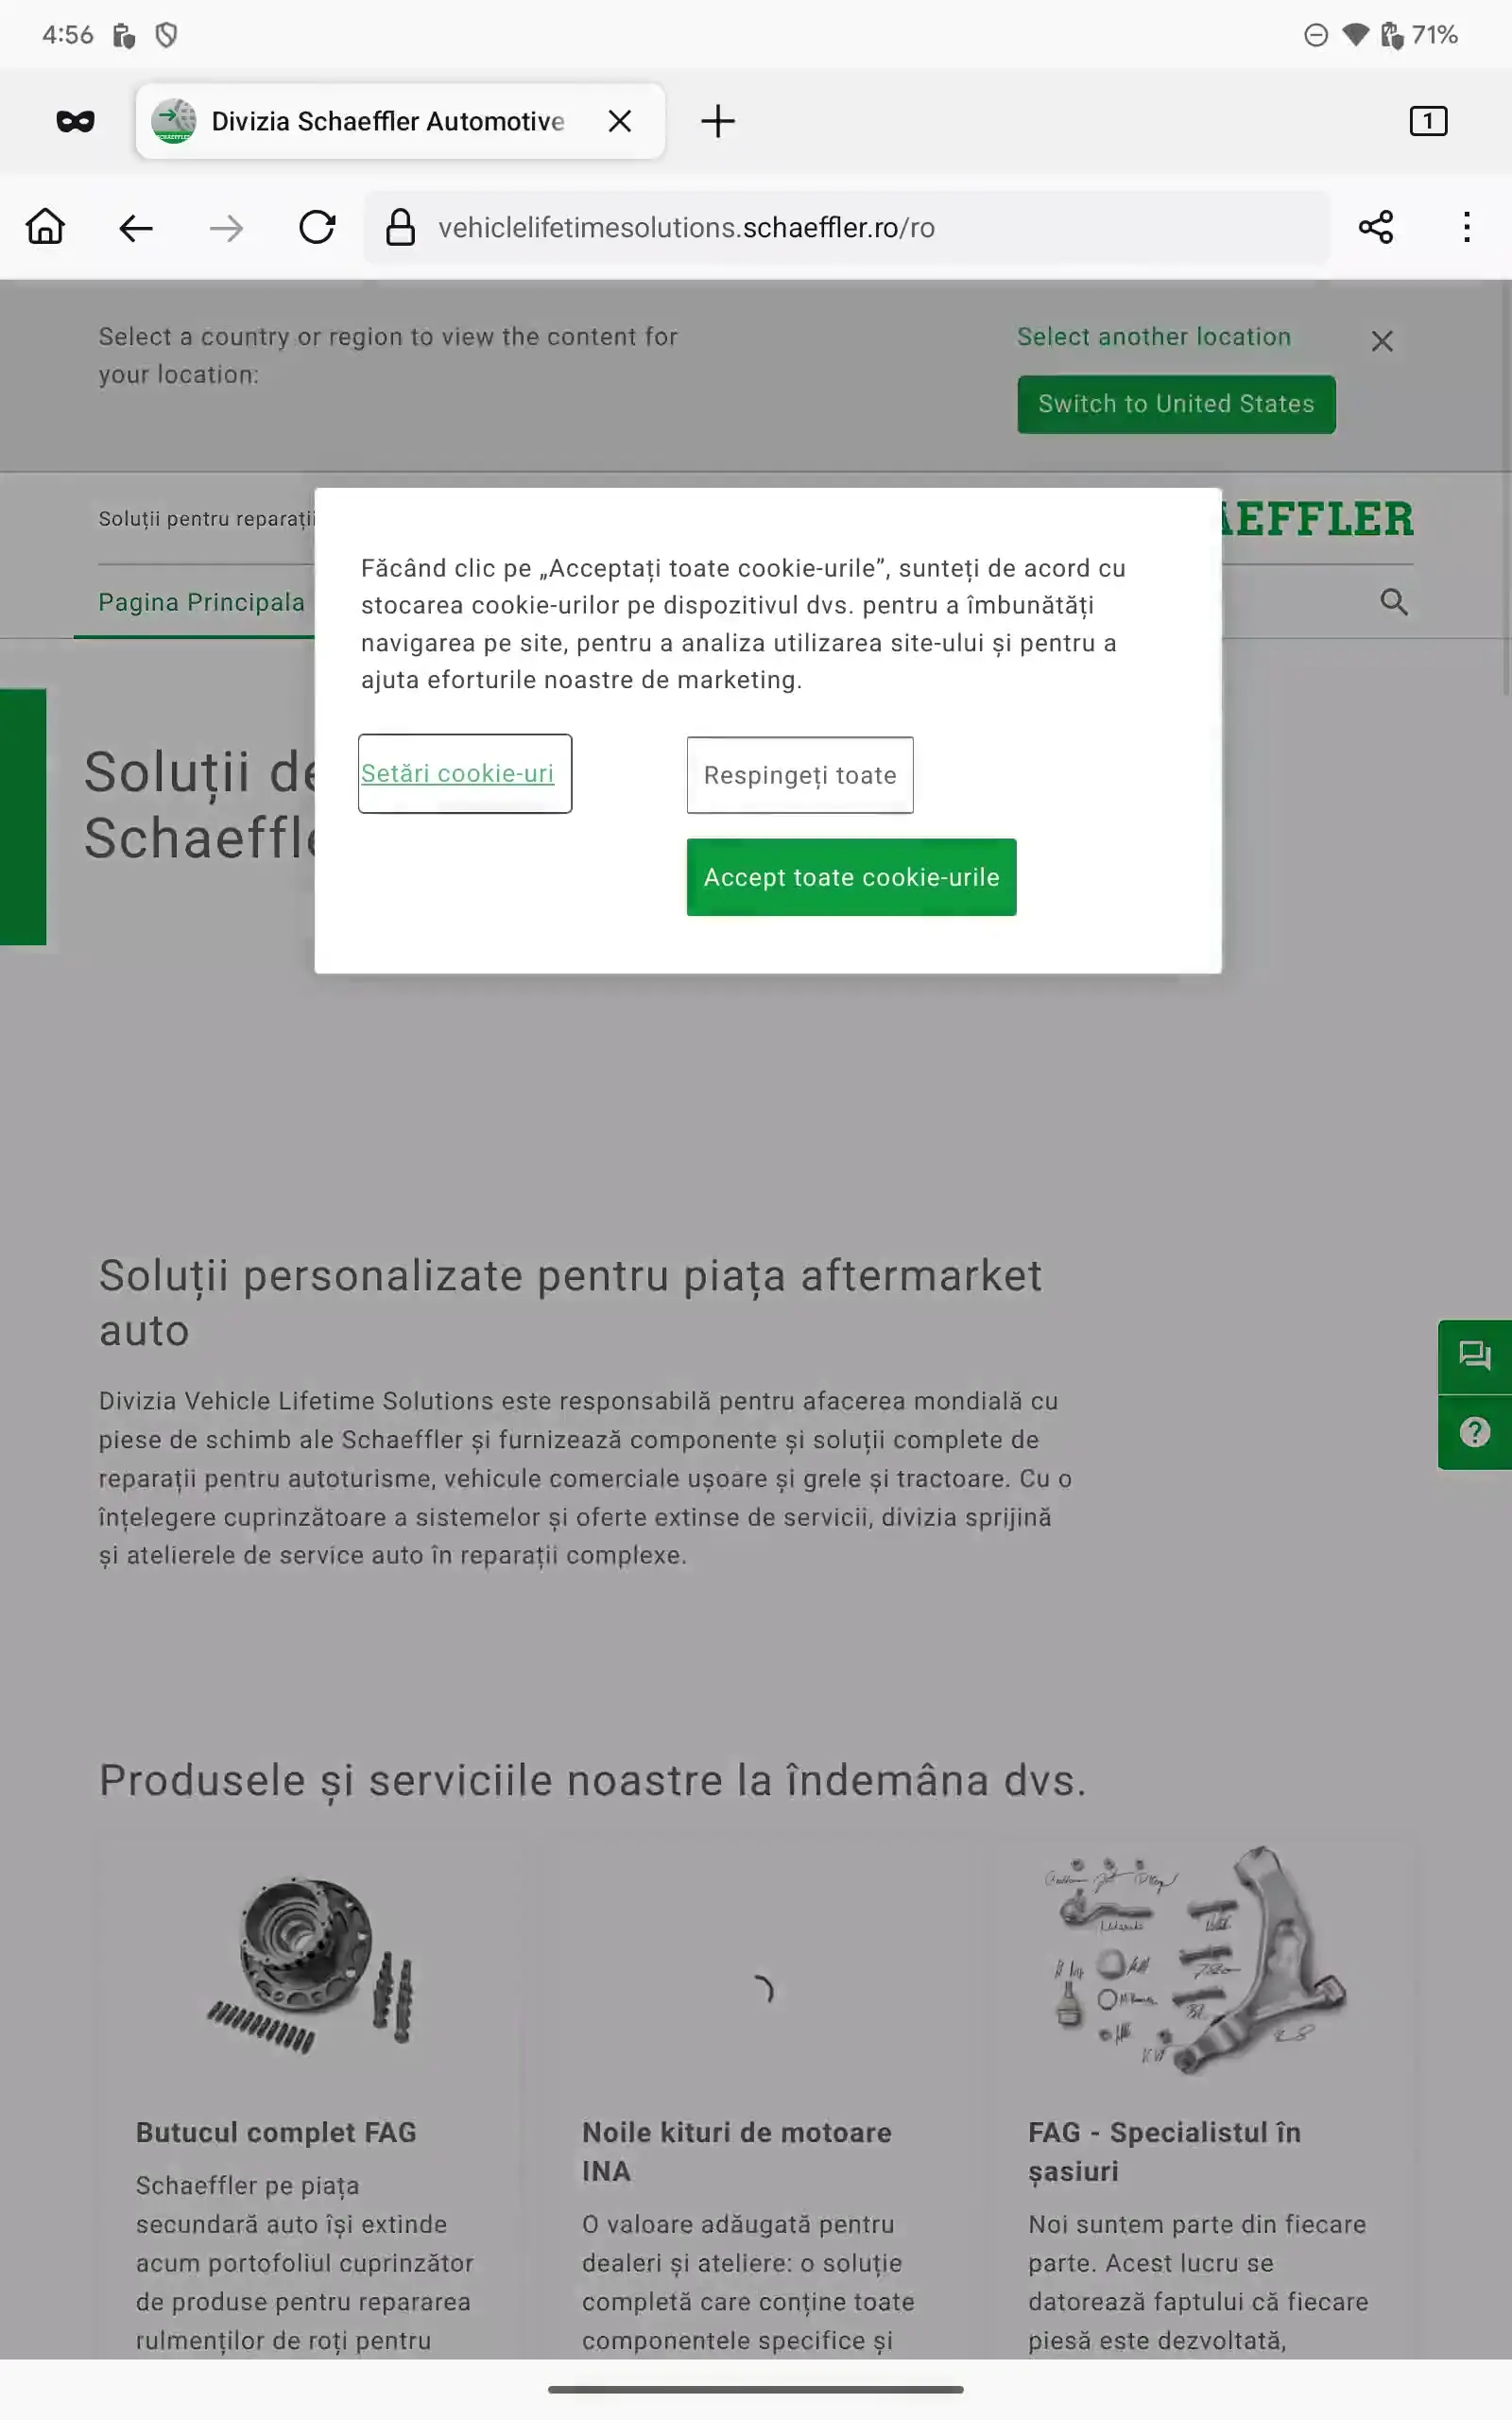 4:56
71%
Divizia Schaeffler Automotive
1
vehiclelifetimesolutions.schaeffler.ro/ro
Select a country or region to view the content for
your location:
Select another location
Switch to United States
Soluții pentru reparații
AEFFLER
Pagina Principala
Făcând clic pe „Acceptați toate cookie-urile”, sunteți de acord cu
stocarea cookie-urilor pe dispozitivul dvs. pentru a îmbunătăți
navigarea pe site, pentru a analiza utilizarea site-ului și pentru a
ajuta eforturile noastre de marketing.
Setări cookie-uri
Respingeți toate
Accept toate cookie-urile
Soluții de
Schaeffle
Soluții personalizate pentru piața aftermarket
auto
Divizia Vehicle Lifetime Solutions este responsabilă pentru afacerea mondială cu
piese de schimb ale Schaeffler și furnizează componente și soluții complete de
reparații pentru autoturisme, vehicule comerciale ușoare și grele și tractoare. Cu o
înțelegere cuprinzătoare a sistemelor și oferte extinse de servicii, divizia sprijină
și atelierele de service auto în reparații complexe.
Produsele și serviciile noastre la îndemâna dvs.
Butucul complet FAG
Schaeffler pe piața
secundară auto își extinde
acum portofoliul cuprinzător
de produse pentru repararea
rulmenților de roți pentru
Noile kituri de motoare
INA
O valoare adăugată pentru
dealeri și ateliere: o soluție
completă care conține toate
componentele specifice și
FAG - Specialistul în
șasiuri
Noi suntem parte din fiecare
parte. Acest lucru se
datorează faptului că fiecare
piesă este dezvoltată,